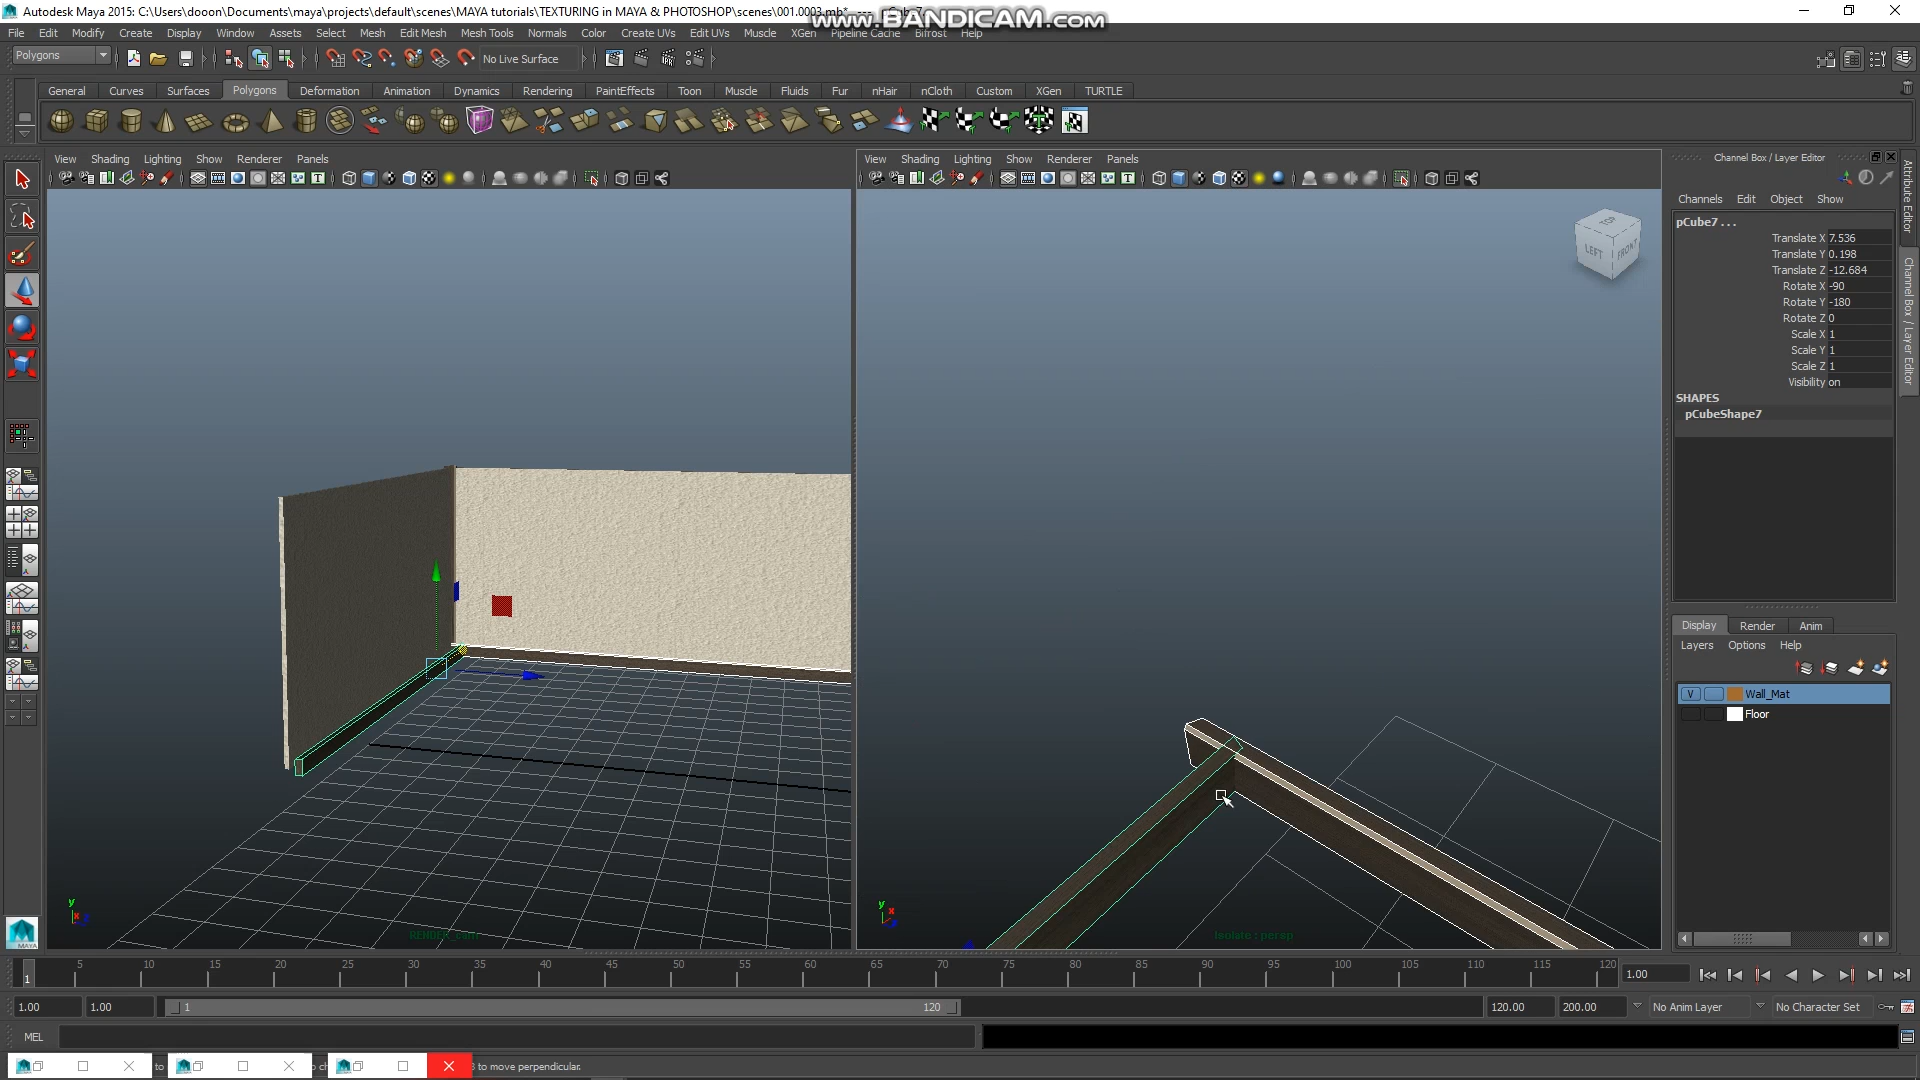 Autodesk Maya 2015: C:\Users\dooon\Documents\maya\projects\default\scenes\MAYA tutorials\TEXTURING in MAYA & PHOTOSHOP\scenes\001.0003.mb*
www.BANDICAM.com
File Edit Modify Create Display Window Assets Select Mesh Edit Mesh Mesh Tools Normals Color Create UVs Edit UVs Muscle XGen Pipeline Cache Bifrost Help
Polygons No Live Surface
General Curves Surfaces Polygons Deformation Animation Dynamics Rendering PaintEffects Toon Muscle Fluids Fur nHair nCloth Custom XGen TURTLE
View Shading Lighting Show Renderer Panels
View Shading Lighting Show Renderer Panels
Channel Box / Layer Editor
Channels Edit Object Show
pCube7 . . .
Translate X 7.536
Translate Y 0.198
Translate Z -12.684
Rotate X -90
Rotate Y -180
Rotate Z 0
Scale X 1
Scale Y 1
Scale Z 1
Visibility on
SHAPES
pCubeShape7
Attribute Editor
Channel Box / Layer Editor
TOP
LEFT FRONT
Display Render Anim
Layers Options Help
V Wall_Mat
Floor
y x
RENDER_cam
y x
Isolate : persp
1 5 10 15 20 25 30 35 40 45 50 55 60 65 70 75 80 85 90 95 100 105 110 115 120 1.00
1.00 1.00 1 120 120.00 200.00 No Anim Layer No Character Set
MEL
MAYA
to move perpendicular.